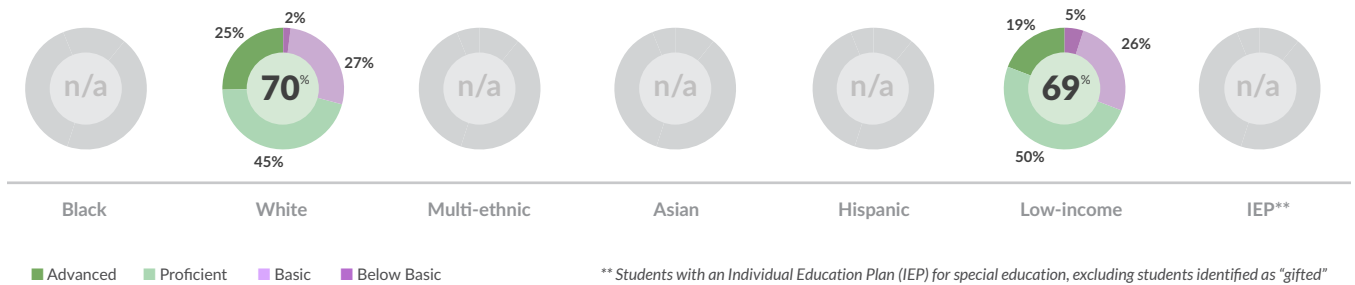 2%
5%
25%
19%
27%
26%
n/a
70%
n/a
n/a
n/a
69%
n/a
45%
50%
Black
White
Multi-ethnic
Asian
Hispanic
Low-income
IEP**
Advanced
Proficient
Basic
Below Basic
** Students with an Individual Education Plan (IEP) for special education, excluding students identified as “gifted”